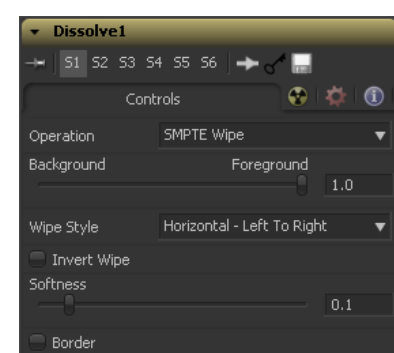 Dissolve1
S1 S2 S3 S4 S5 S6
Controls
Operation SMPTE Wipe
Background Foreground
1.0
Wipe Style Horizontal - Left To Right
Invert Wipe
Softness
0.1
Border